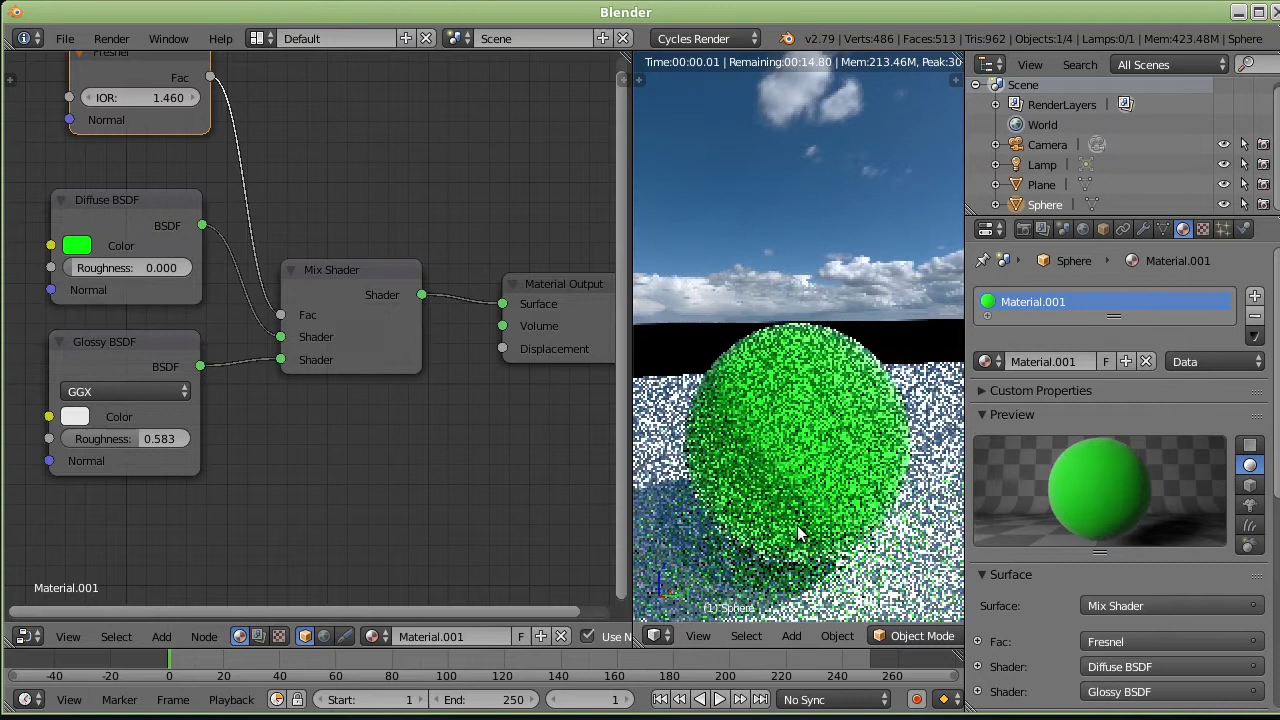 Blender
File Render Window Help Default Scene Cycles Render v2.79 | Verts:486 | Faces:513 | Tris:962 | Objects:1/4 | Lamps:0/1 | Mem:423.48M | Sphere
Fresnel
Fac
IOR: 1.460
Normal
Diffuse BSDF
BSDF
Color
Roughness: 0.000
Normal
Glossy BSDF
BSDF
GGX
Color
Roughness: 0.583
Normal
Mix Shader
Shader
Fac
Shader
Shader
Material Output
Surface
Volume
Displacement
Material.001
View Select Add Node Material.001 F Use N
Time:00:00.01 | Remaining:00:14.80 | Mem:213.46M, Peak:30
(1) Sphere
View Select Add Object Object Mode
View Search All Scenes
Scene
RenderLayers
World
Camera
Lamp
Plane
Sphere
Sphere Material.001
Material.001
Material.001 F Data
Custom Properties
Preview
Surface
Surface: Mix Shader
Fac: Fresnel
Shader: Diffuse BSDF
Shader: Glossy BSDF
-40 -20 0 20 40 60 80 100 120 140 160 180 200 220 240 260
View Marker Frame Playback Start: 1 End: 250 1 No Sync